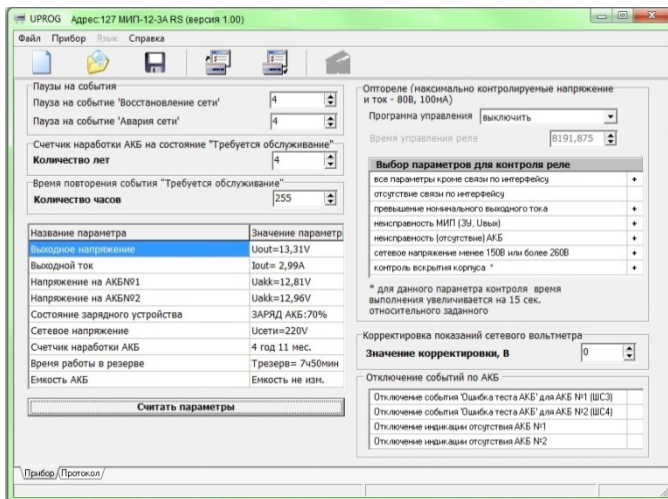 UPROG Адрес:127 МИП-12-3А RS (версия 1.00)
Файл Прибор Язык Справка
Паузы на события
Пауза на событие 'Восстановление сети' 4
Пауза на событие 'Авария сети' 4
Счетчик наработки АКБ на состояние "Требуется обслуживание"
Количество лет 4
Время повторения события "Требуется обслуживание"
Количество часов 255
Название параметра Значение параметр
Выходное напряжение Uout=13,31V
Выходной ток Iout= 2,99A
Напряжение на АКБ№1 Uakk=12,81V
Напряжение на АКБ№2 Uakk=12,96V
Состояние зарядного устройства ЗАРЯД АКБ:70%
Сетевое напряжение Uсети=220V
Счетчик наработки АКБ 4 год 11 мес.
Время работы в резерве Tрезерв= 7ч50мин
Емкость АКБ Емкость не изм.
Считать параметры
Оптореле (максимально контролируемые напряжение
и ток - 80В, 100мА)
Программа управления выключить
Время управления реле 8191,875
Выбор параметров для контроля реле
все параметры кроме связи по интерфейсу +
отсутствие связи по интерфейсу +
превышение номинального выходного тока +
неисправность МИП (ЗУ, Uвых) +
неисправность (отсутствие) АКБ +
сетевое напряжение менее 150В или более 260В +
контроль вскрытия корпуса * +
* для данного параметра контроля время
выполнения увеличивается на 15 сек.
относительного заданного
Корректировка показаний сетевого вольтметра
Значение корректировки, В 0
Отключение событий по АКБ
Отключение события 'Ошибка теста АКБ' для АКБ №1 (ШС3)
Отключение события 'Ошибка теста АКБ' для АКБ №2 (ШС4)
Отключение индикации отсутствия АКБ №1
Отключение индикации отсутствия АКБ №2
Прибор Протокол